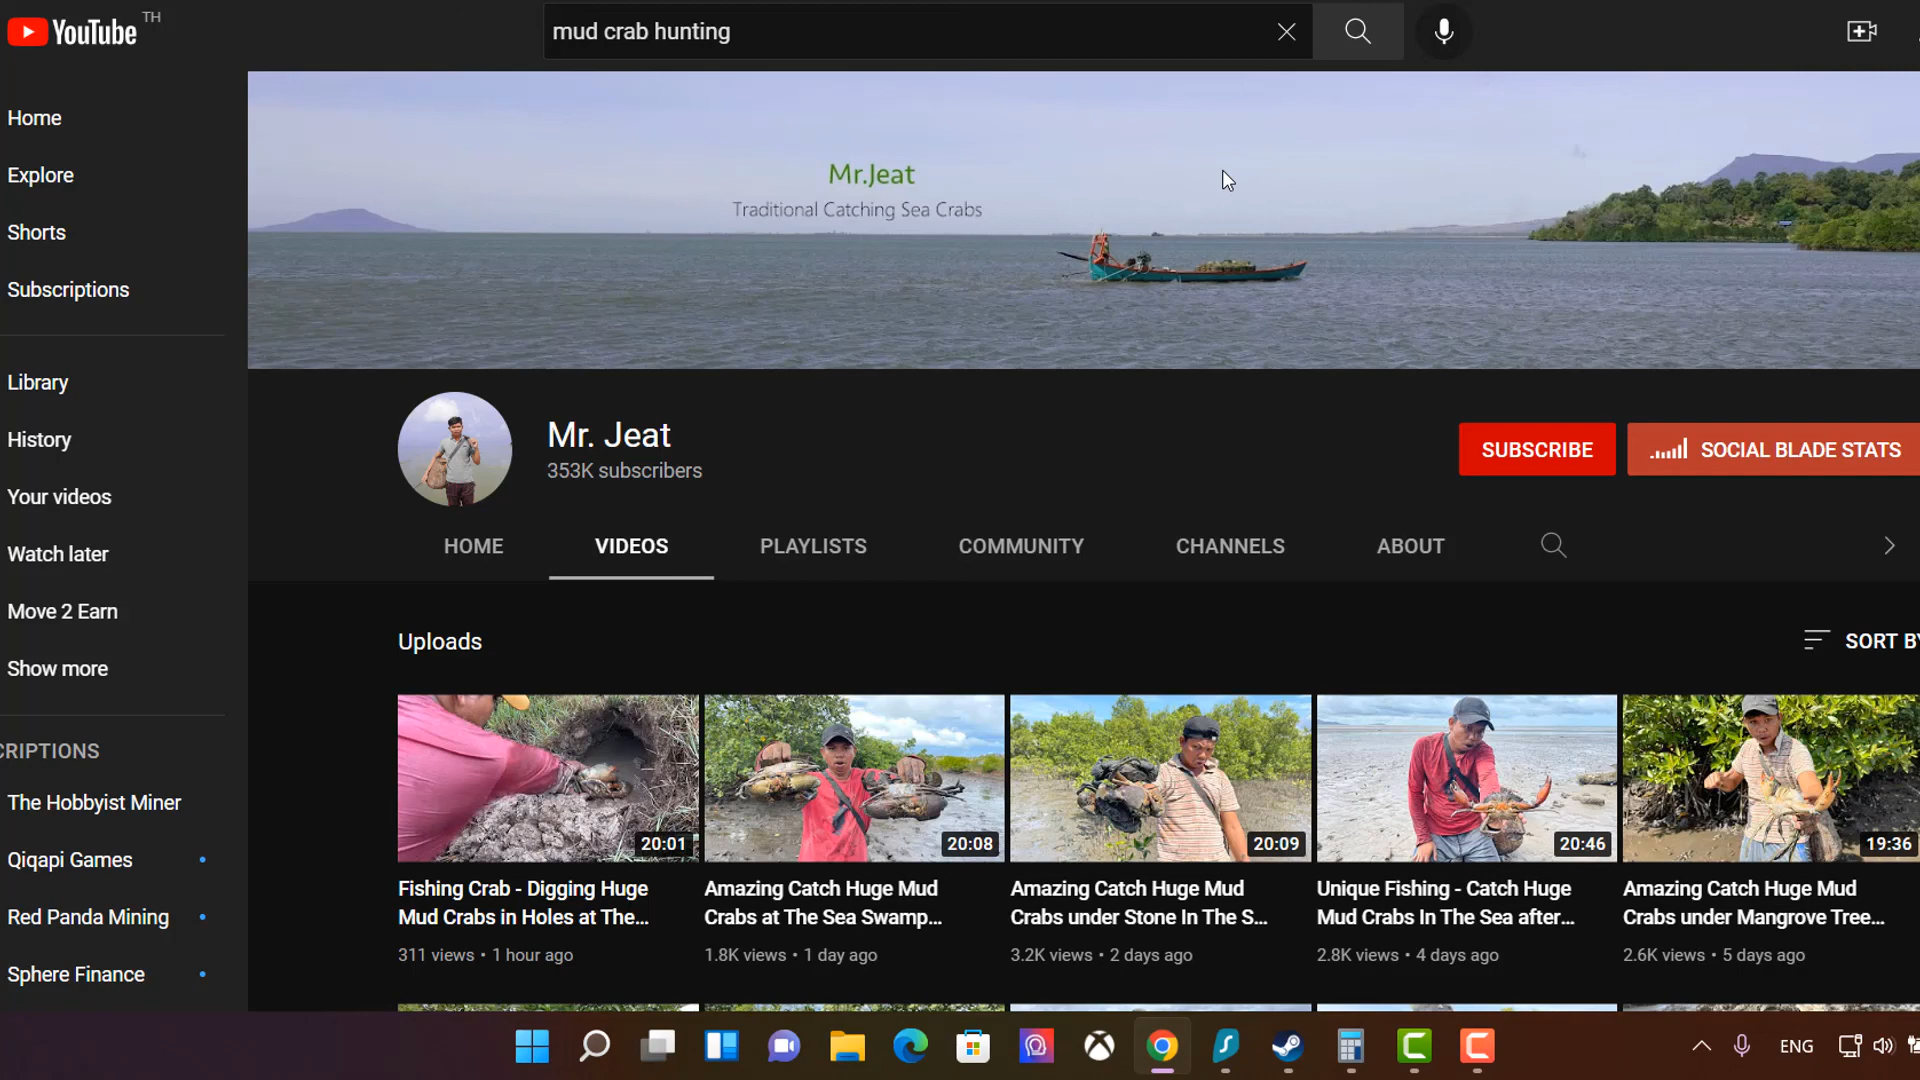 YouTube TH
mud crab hunting
Home
Explore
Shorts
Subscriptions
Library
History
Your videos
Watch later
Move 2 Earn
Show more
CRIPTIONS
The Hobbyist Miner
Qiqapi Games
Red Panda Mining
Sphere Finance
Mr.Jeat
Traditional Catching Sea Crabs
Mr. Jeat
353K subscribers
SUBSCRIBE
SOCIAL BLADE STATS
HOME
VIDEOS
PLAYLISTS
COMMUNITY
CHANNELS
ABOUT
Uploads
SORT BY
20:01
Fishing Crab - Digging Huge
Mud Crabs in Holes at The...
311 views • 1 hour ago
20:08
Amazing Catch Huge Mud
Crabs at The Sea Swamp...
1.8K views • 1 day ago
20:09
Amazing Catch Huge Mud
Crabs under Stone In The S...
3.2K views • 2 days ago
20:46
Unique Fishing - Catch Huge
Mud Crabs In The Sea after...
2.8K views • 4 days ago
19:36
Amazing Catch Huge Mud
Crabs under Mangrove Tree...
2.6K views • 5 days ago
ENG